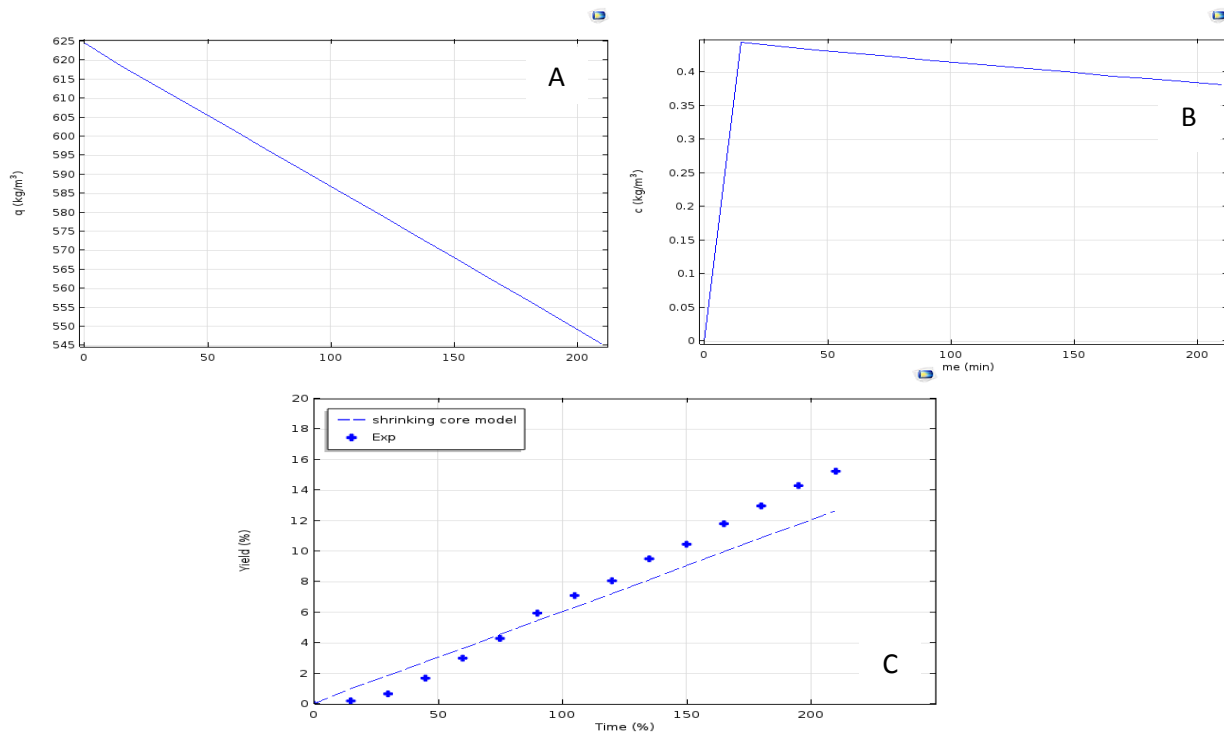 A
q (kg/m³)
625
620
615
610
605
600
595
590
585
580
575
570
565
560
555
550
545
0 50 100 150 200
B
c (kg/m³)
0.4
0.35
0.3
0.25
0.2
0.15
0.1
0.05
0
0 50 100 150 200
me (min)
shrinking core model
Exp
C
Yield (%)
20
18
16
14
12
10
8
6
4
2
0
0 50 100 150 200
Time (%)